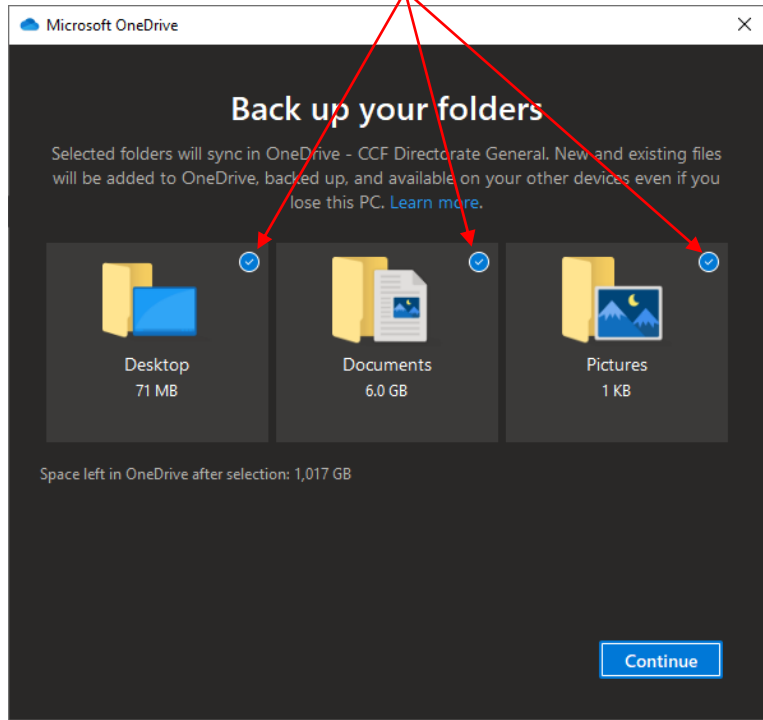 Microsoft OneDrive
Back up your folders
Selected folders will sync in OneDrive - CCF Directorate General. New and existing files
will be added to OneDrive, backed up, and available on your other devices even if you
lose this PC. Learn more.
Desktop
71 MB
Documents
6.0 GB
Pictures
1 KB
Space left in OneDrive after selection: 1,017 GB
Continue